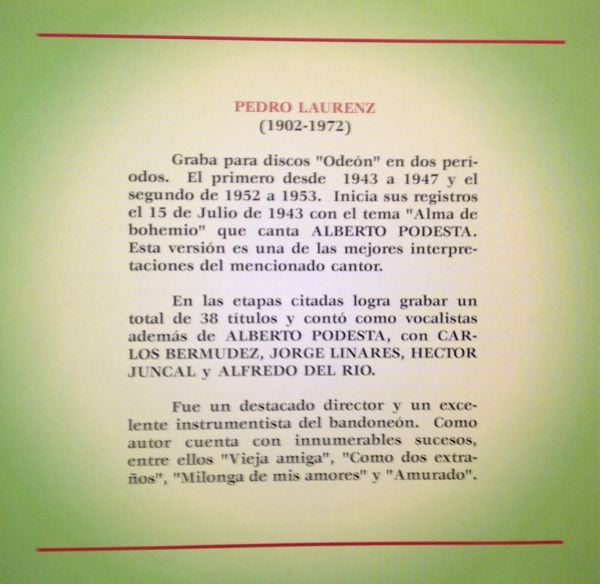 PEDRO LAURENZ
(1902-1972)
Graba para discos "Odeón" en dos perí-
odos. El primero desde 1943 a 1947 y el
segundo de 1952 a 1953. Inicia sus registros
el 15 de Julio de 1943 con el tema "Alma de
bohemio" que canta ALBERTO PODESTA.
Esta versión es una de las mejores interpre-
taciones del mencionado cantor.
En las etapas citadas logra grabar un
total de 38 títulos y contó como vocalistas
además de ALBERTO PODESTA, con CAR-
LOS BERMUDEZ, JORGE LINARES, HECTOR
JUNCAL y ALFREDO DEL RIO.
Fue un destacado director y un exce-
lente instrumentista del bandoneón. Como
autor cuenta con innumerables sucesos,
entre ellos "Vieja amiga", "Como dos extra-
ños", "Milonga de mis amores" y "Amurado".